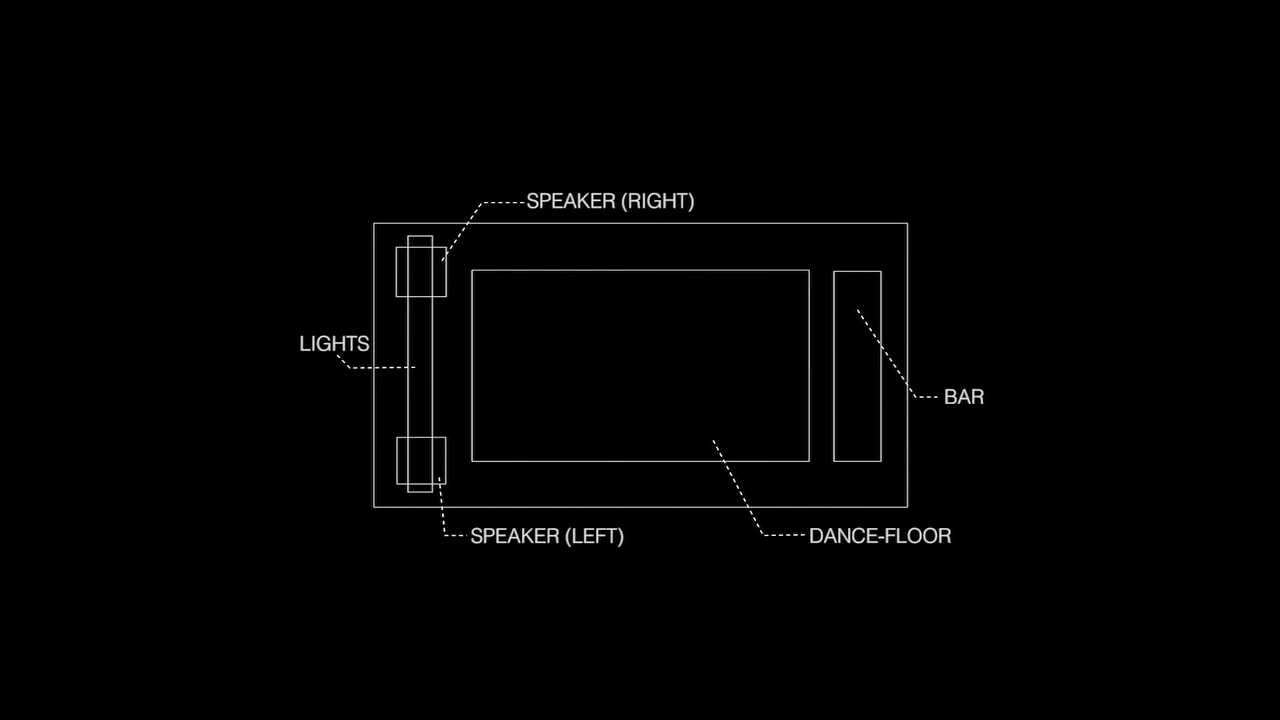 SPEAKER (RIGHT)
LIGHTS
BAR
SPEAKER (LEFT)
DANCE-FLOOR